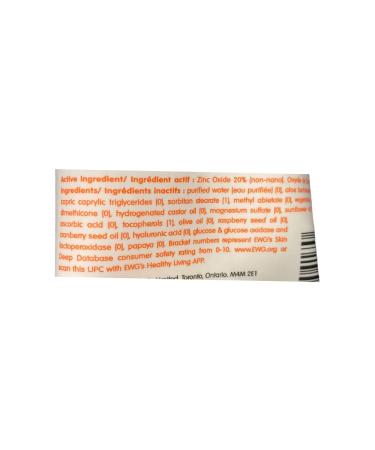 Active Ingredient/ Ingrédient actif : Zinc Oxide 20% (non-nano). Oxyde
Ingredients/ Ingrédients inactifs : purified water (eau purifiée) [0], aloe
capric caprylic triglycerides [0], sorbitan oleate [1], methyl abietate [0],
dimethicone [0], hydrogenated castor oil [0], magnesium sulfate [0], sunflower
ascorbic acid [0], tocopherols [1], olive oil [0], raspberry seed oil [0],
cranberry seed oil [0], hyaluronic acid [0], glucose & glucose oxidase and
lactoperoxidase [0], papaya [0]. Bracket numbers represent EWG's Skin
Deep Database consumer safety rating from 0-10. www.EWG.org or
scan this UPC with EWG's Healthy Living APP.
Limited, Toronto, Ontario. M4M 2E1